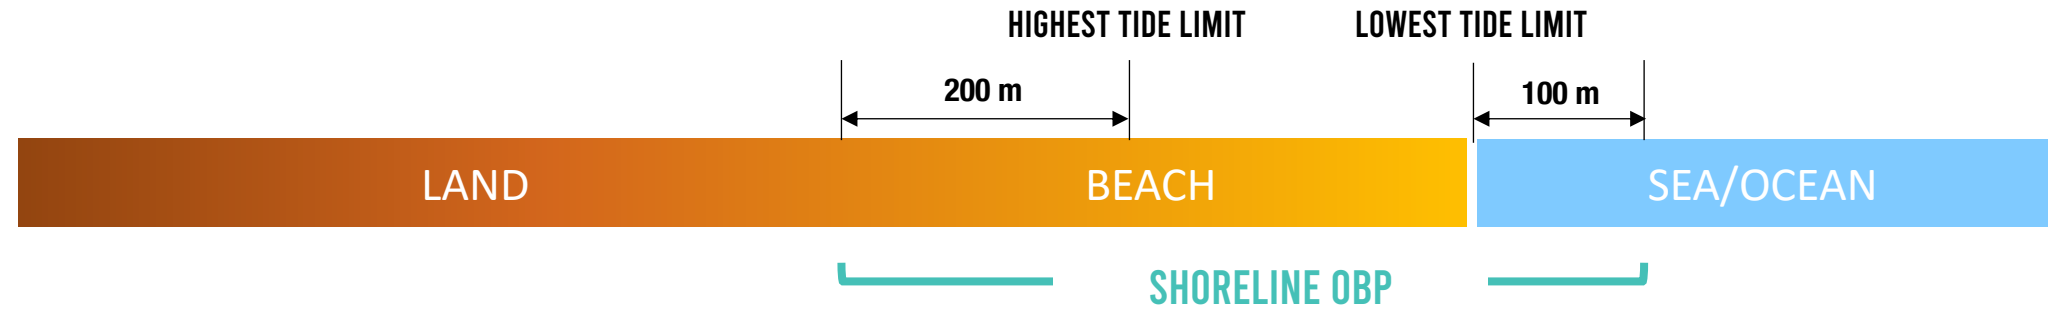 HIGHEST TIDE LIMIT
LOWEST TIDE LIMIT
200 m
100 m
LAND
BEACH
SEA/OCEAN
SHORELINE OBP